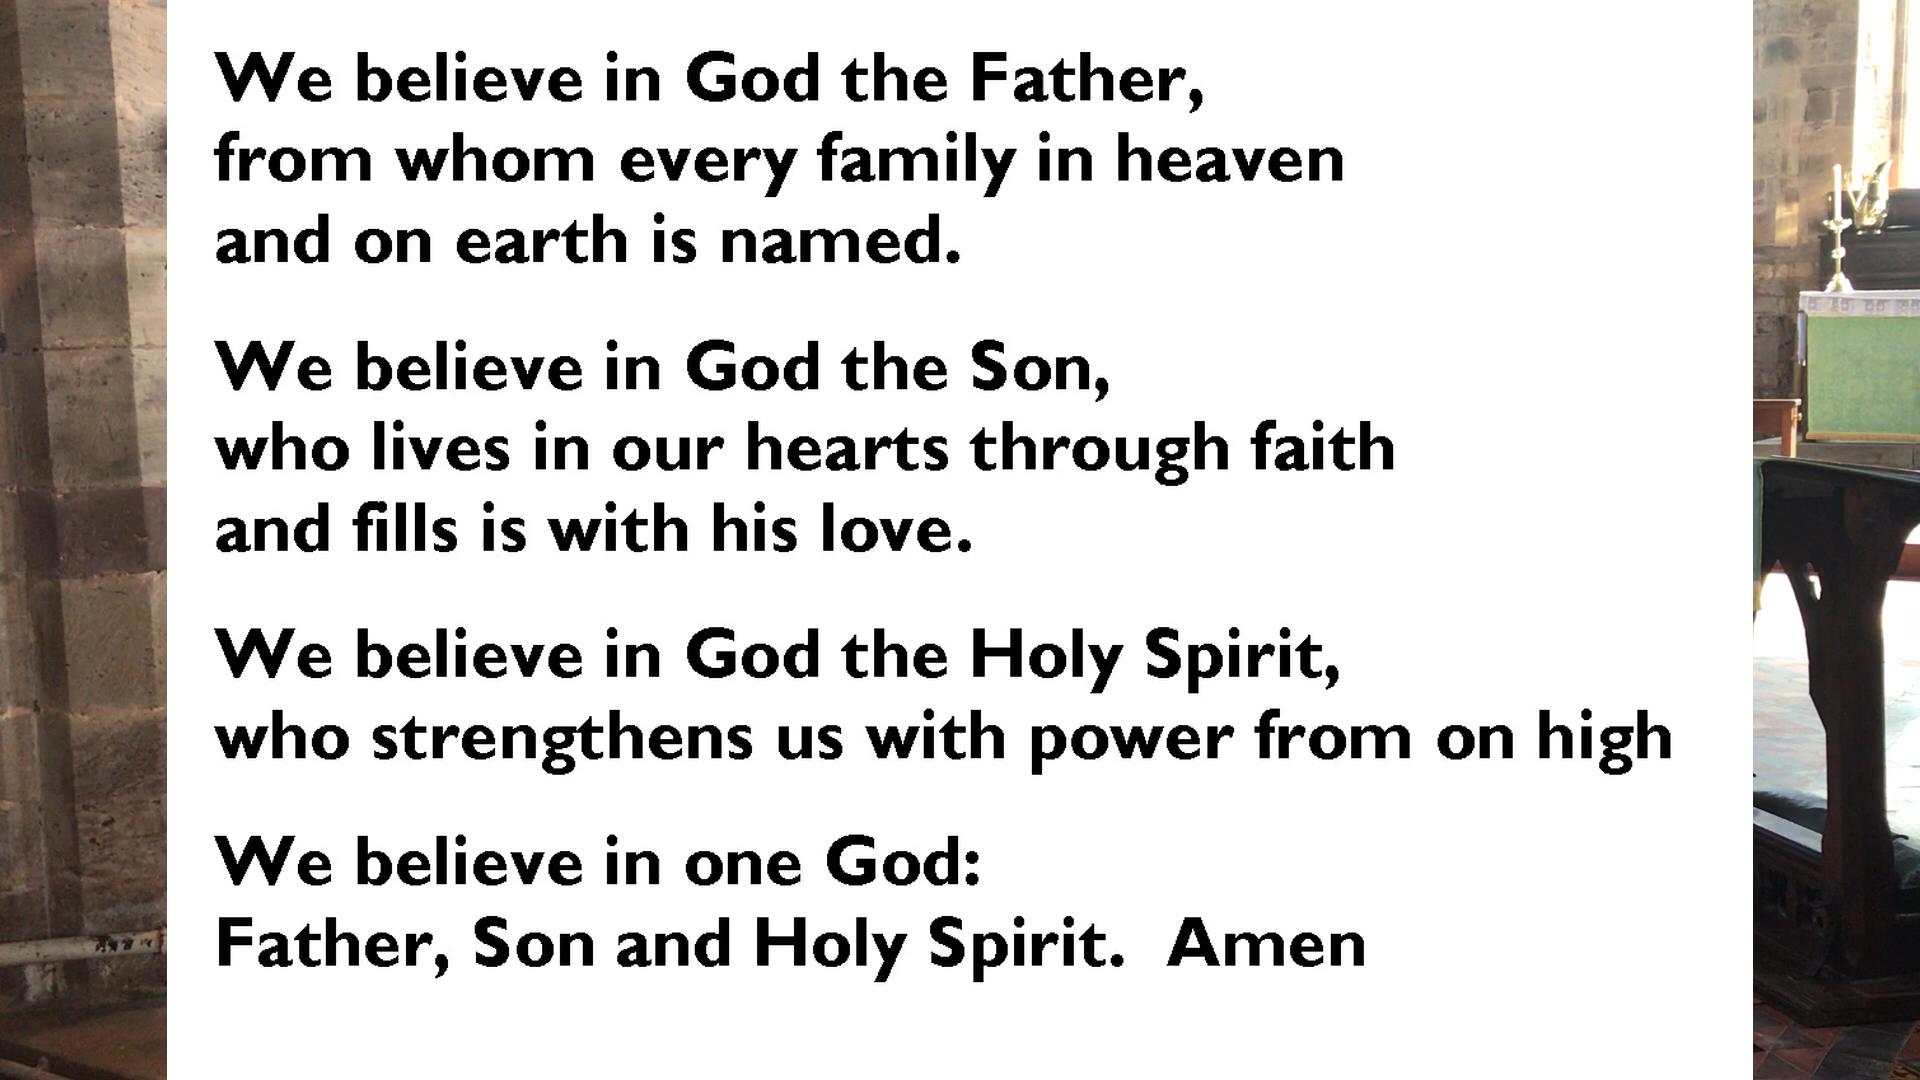 We believe in God the Father,
from whom every family in heaven
and on earth is named.
We believe in God the Son,
who lives in our hearts through faith
and fills is with his love.
We believe in God the Holy Spirit,
who strengthens us with power from on high
We believe in one God:
Father, Son and Holy Spirit.  Amen